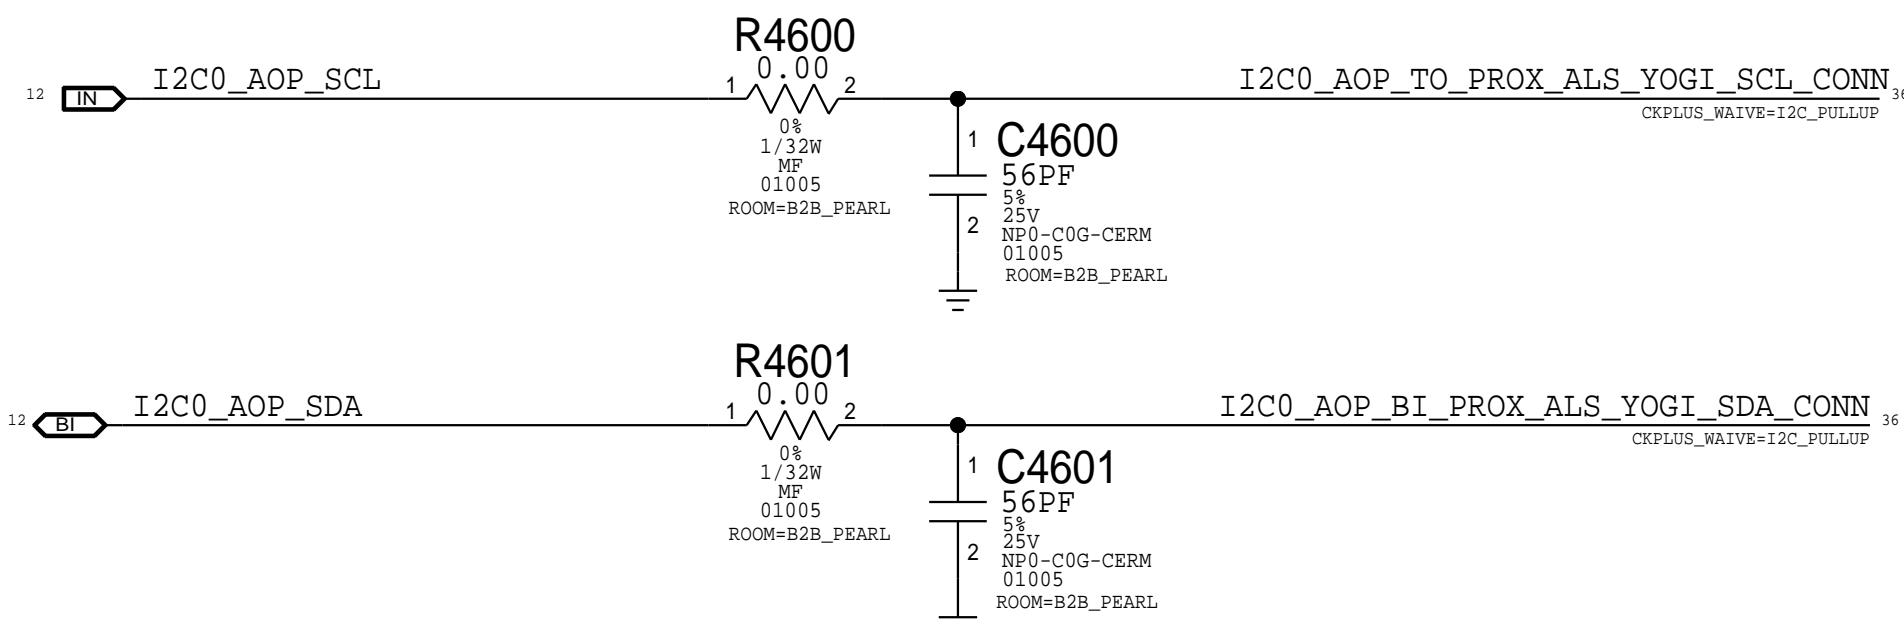 R4600
0.00
12 IN I2C0_AOP_SCL 1 2 I2C0_AOP_TO_PROX_ALS_YOGI_SCL_CONN
CKPLUS_WAIVE=I2C_PULLUP
0%
1/32W
MF
01005
ROOM=B2B_PEARL
1 C4600
56PF
5%
25V
2
NP0-C0G-CERM
01005
ROOM=B2B_PEARL
R4601
0.00
12 BI I2C0_AOP_SDA 1 2 I2C0_AOP_BI_PROX_ALS_YOGI_SDA_CONN 36
CKPLUS_WAIVE=I2C_PULLUP
0%
1/32W
MF
01005
ROOM=B2B_PEARL
1 C4601
56PF
5%
25V
2
NP0-C0G-CERM
01005
ROOM=B2B_PEARL